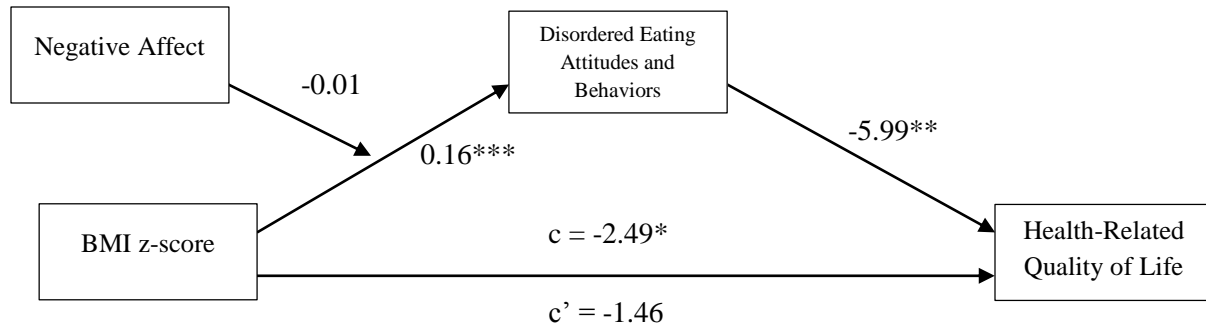 Negative Affect
Disordered Eating
Attitudes and
Behaviors
-0.01
0.16***
-5.99**
BMI z-score
c = -2.49*
Health-Related
Quality of Life
c’ = -1.46